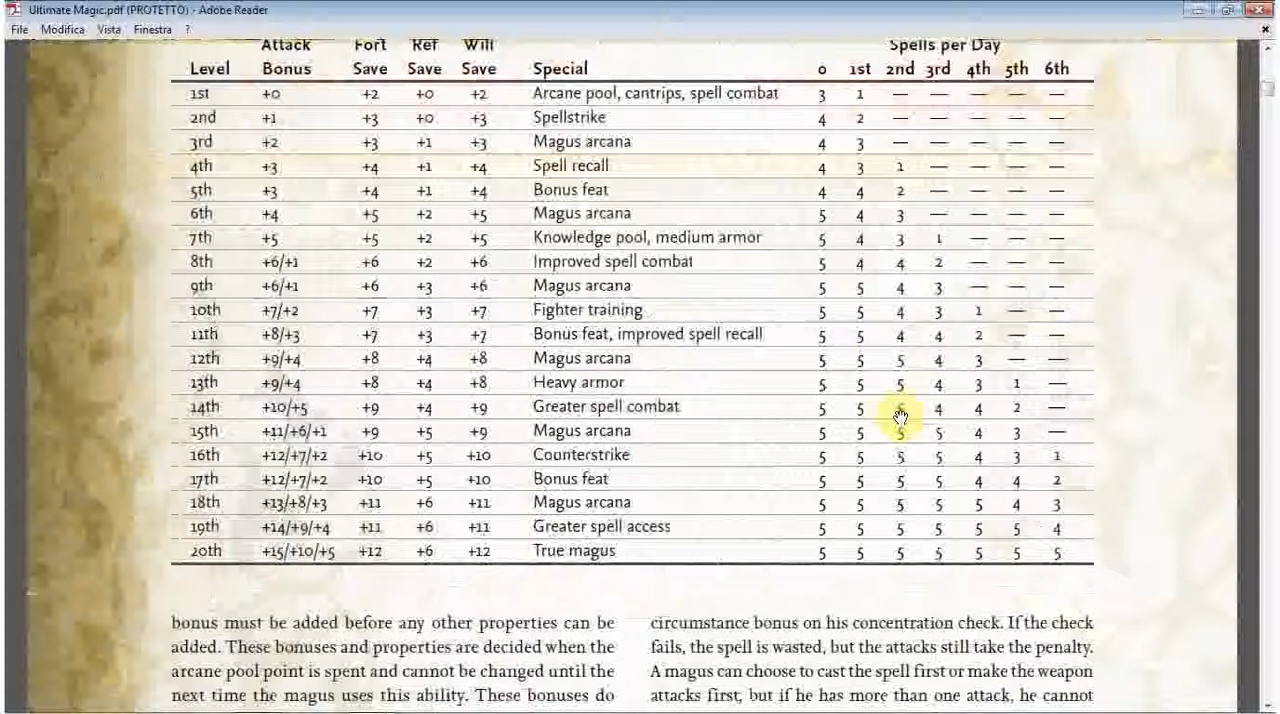 Ultimate Magic.pdf (PROTETTO) - Adobe Reader
File Modifica Vista Finestra ?
Attack Fort Ref Will Spells per Day
Level Bonus Save Save Save Special 0 1st 2nd 3rd 4th 5th 6th
1st +0 +2 +0 +2 Arcane pool, cantrips, spell combat 3 1 — — — — —
2nd +1 +3 +0 +3 Spellstrike 4 2 — — — — —
3rd +2 +3 +1 +3 Magus arcana 4 3 — — — — —
4th +3 +4 +1 +4 Spell recall 4 3 1 — — — —
5th +3 +4 +1 +4 Bonus feat 4 4 2 — — — —
6th +4 +5 +2 +5 Magus arcana 5 4 3 — — — —
7th +5 +5 +2 +5 Knowledge pool, medium armor 5 4 3 1 — — —
8th +6/+1 +6 +2 +6 Improved spell combat 5 4 4 2 — — —
9th +6/+1 +6 +3 +6 Magus arcana 5 5 4 3 — — —
10th +7/+2 +7 +3 +7 Fighter training 5 5 4 3 1 — —
11th +8/+3 +7 +3 +7 Bonus feat, improved spell recall 5 5 4 4 2 — —
12th +9/+4 +8 +4 +8 Magus arcana 5 5 5 4 3 — —
13th +9/+4 +8 +4 +8 Heavy armor 5 5 5 4 3 1 —
14th +10/+5 +9 +4 +9 Greater spell combat 5 5 5 4 4 2 —
15th +11/+6/+1 +9 +5 +9 Magus arcana 5 5 5 5 4 3 —
16th +12/+7/+2 +10 +5 +10 Counterstrike 5 5 5 5 4 3 1
17th +12/+7/+2 +10 +5 +10 Bonus feat 5 5 5 5 4 4 2
18th +13/+8/+3 +11 +6 +11 Magus arcana 5 5 5 5 5 4 3
19th +14/+9/+4 +11 +6 +11 Greater spell access 5 5 5 5 5 5 4
20th +15/+10/+5 +12 +6 +12 True magus 5 5 5 5 5 5 5
bonus must be added before any other properties can be
added. These bonuses and properties are decided when the
arcane pool point is spent and cannot be changed until the
next time the magus uses this ability. These bonuses do
circumstance bonus on his concentration check. If the check
fails, the spell is wasted, but the attacks still take the penalty.
A magus can choose to cast the spell first or make the weapon
attacks first, but if he has more than one attack, he cannot